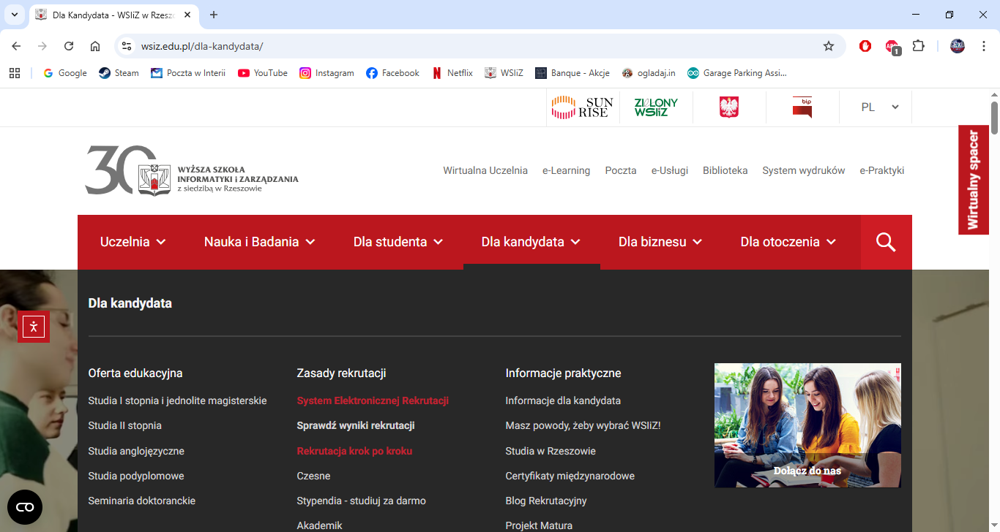 Dla Kandydata - WSIiZ w Rzesz
wsiz.edu.pl/dla-kandydata/
ABP
1
Google
Steam
Poczta w Interii
YouTube
Instagram
Facebook
Netflix
WSIiZ
Banque - Akcje
ogladaj.in
Garage Parking Assi...
SUN
RISE
ZIELONY
WSIiZ
bip
PL
Wirtualny spacer
30
WYŻSZA SZKOŁA
INFORMATYKI i ZARZĄDZANIA
z siedzibą w Rzeszowie
Wirtualna Uczelnia
e-Learning
Poczta
e-Usługi
Biblioteka
System wydruków
e-Praktyki
Uczelnia
Nauka i Badania
Dla studenta
Dla kandydata
Dla biznesu
Dla otoczenia
Dla kandydata
Oferta edukacyjna
Studia I stopnia i jednolite magisterskie
Studia II stopnia
Studia anglojęzyczne
Studia podyplomowe
Seminaria doktoranckie
Zasady rekrutacji
System Elektronicznej Rekrutacji
Sprawdź wyniki rekrutacji
Rekrutacja krok po kroku
Czesne
Stypendia - studiuj za darmo
Akademik
Informacje praktyczne
Informacje dla kandydata
Masz powody, żeby wybrać WSIiZ!
Studia w Rzeszowie
Certyfikaty międzynarodowe
Blog Rekrutacyjny
Projekt Matura
Dołącz do nas